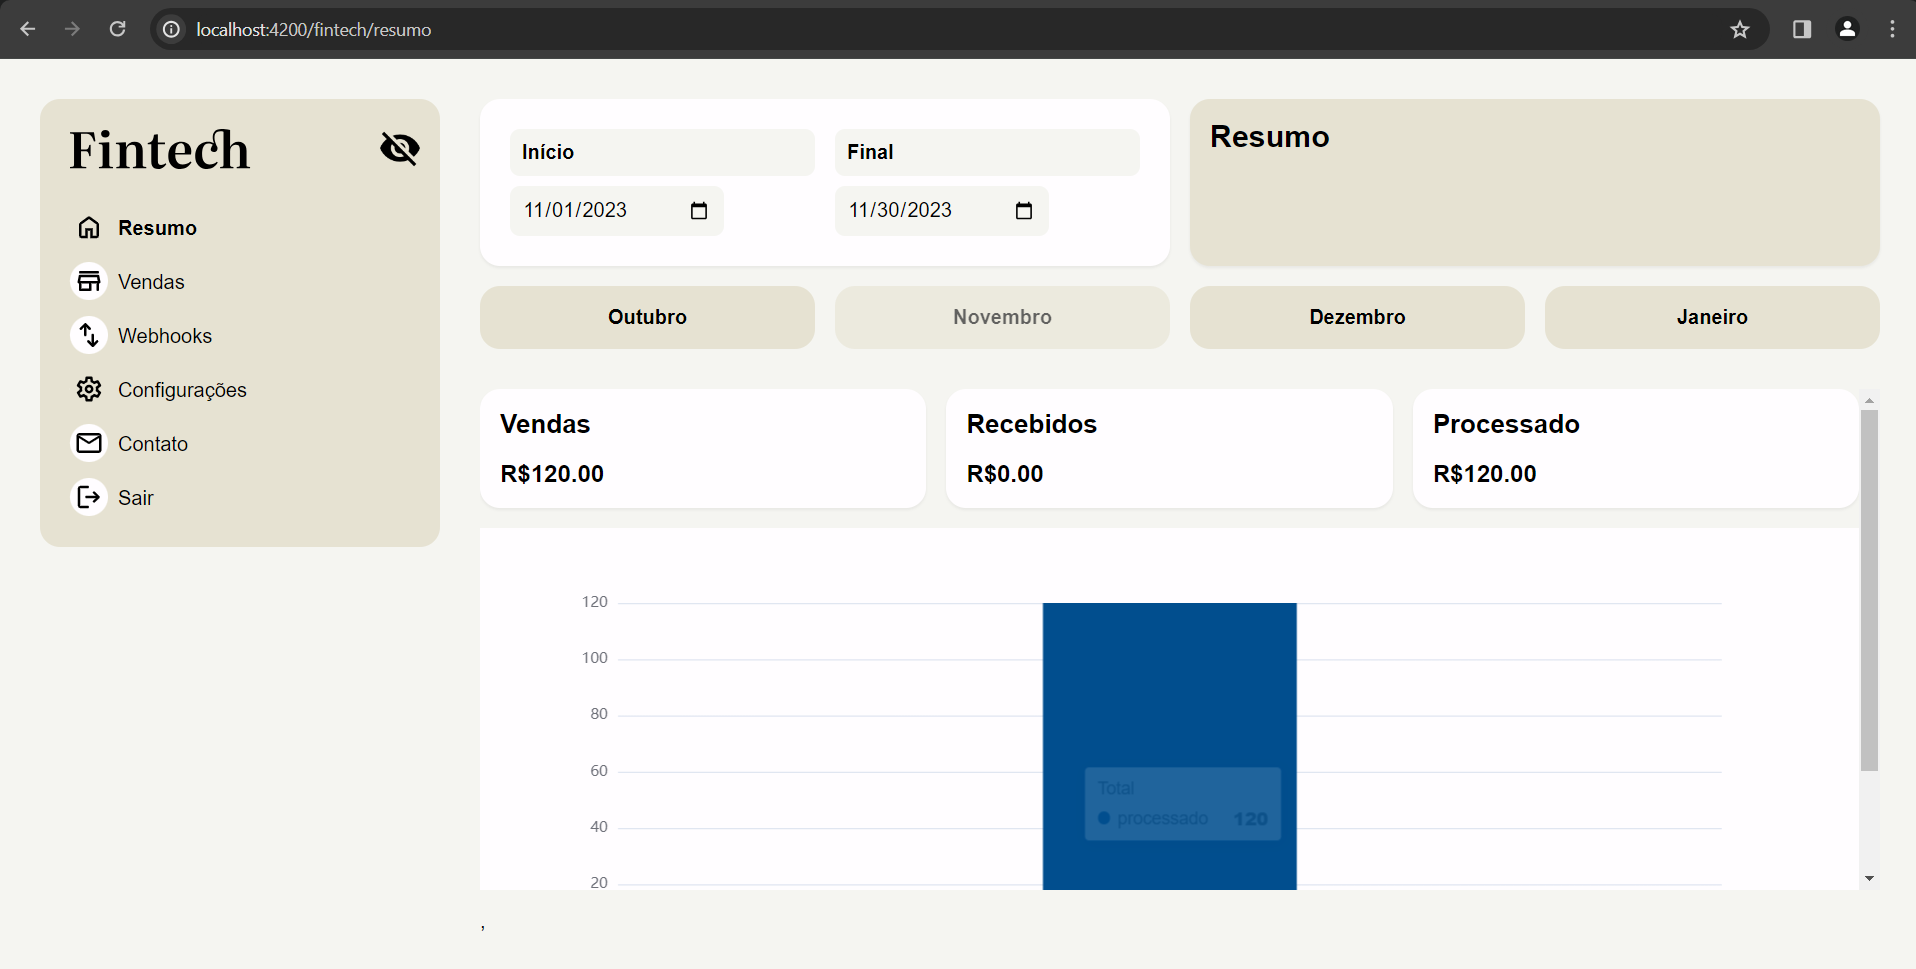 localhost:4200/fintech/resumo
Fintech
Resumo
Vendas
Webhooks
Configurações
Contato
Sair
Início
Final
11/01/2023
11/30/2023
Resumo
Outubro
Novembro
Dezembro
Janeiro
Vendas
R$120.00
Recebidos
R$0.00
Processado
R$120.00
120
100
80
60
40
20
Total
processado 120
,